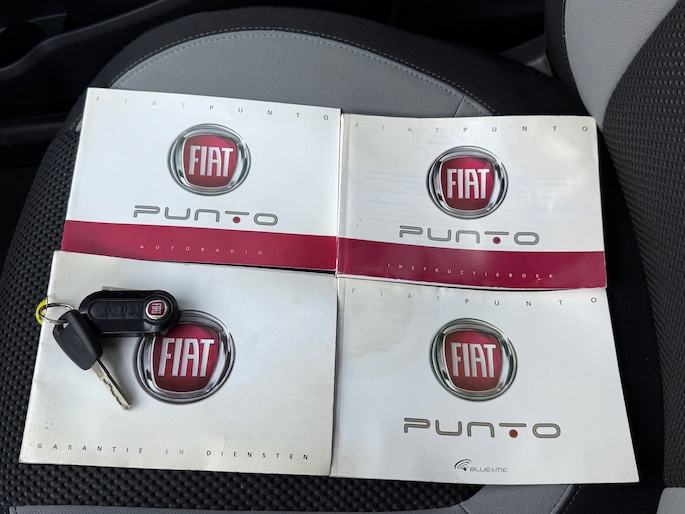 FIAT PUNTO
FIAT
PUNTO
AUTORADIO
FIAT PUNTO
FIAT
PUNTO
INSTRUCTIEBOEK
FIAT
FIAT
GARANTIE EN DIENSTEN
FIAT PUNTO
FIAT
PUNTO
BLUE&ME